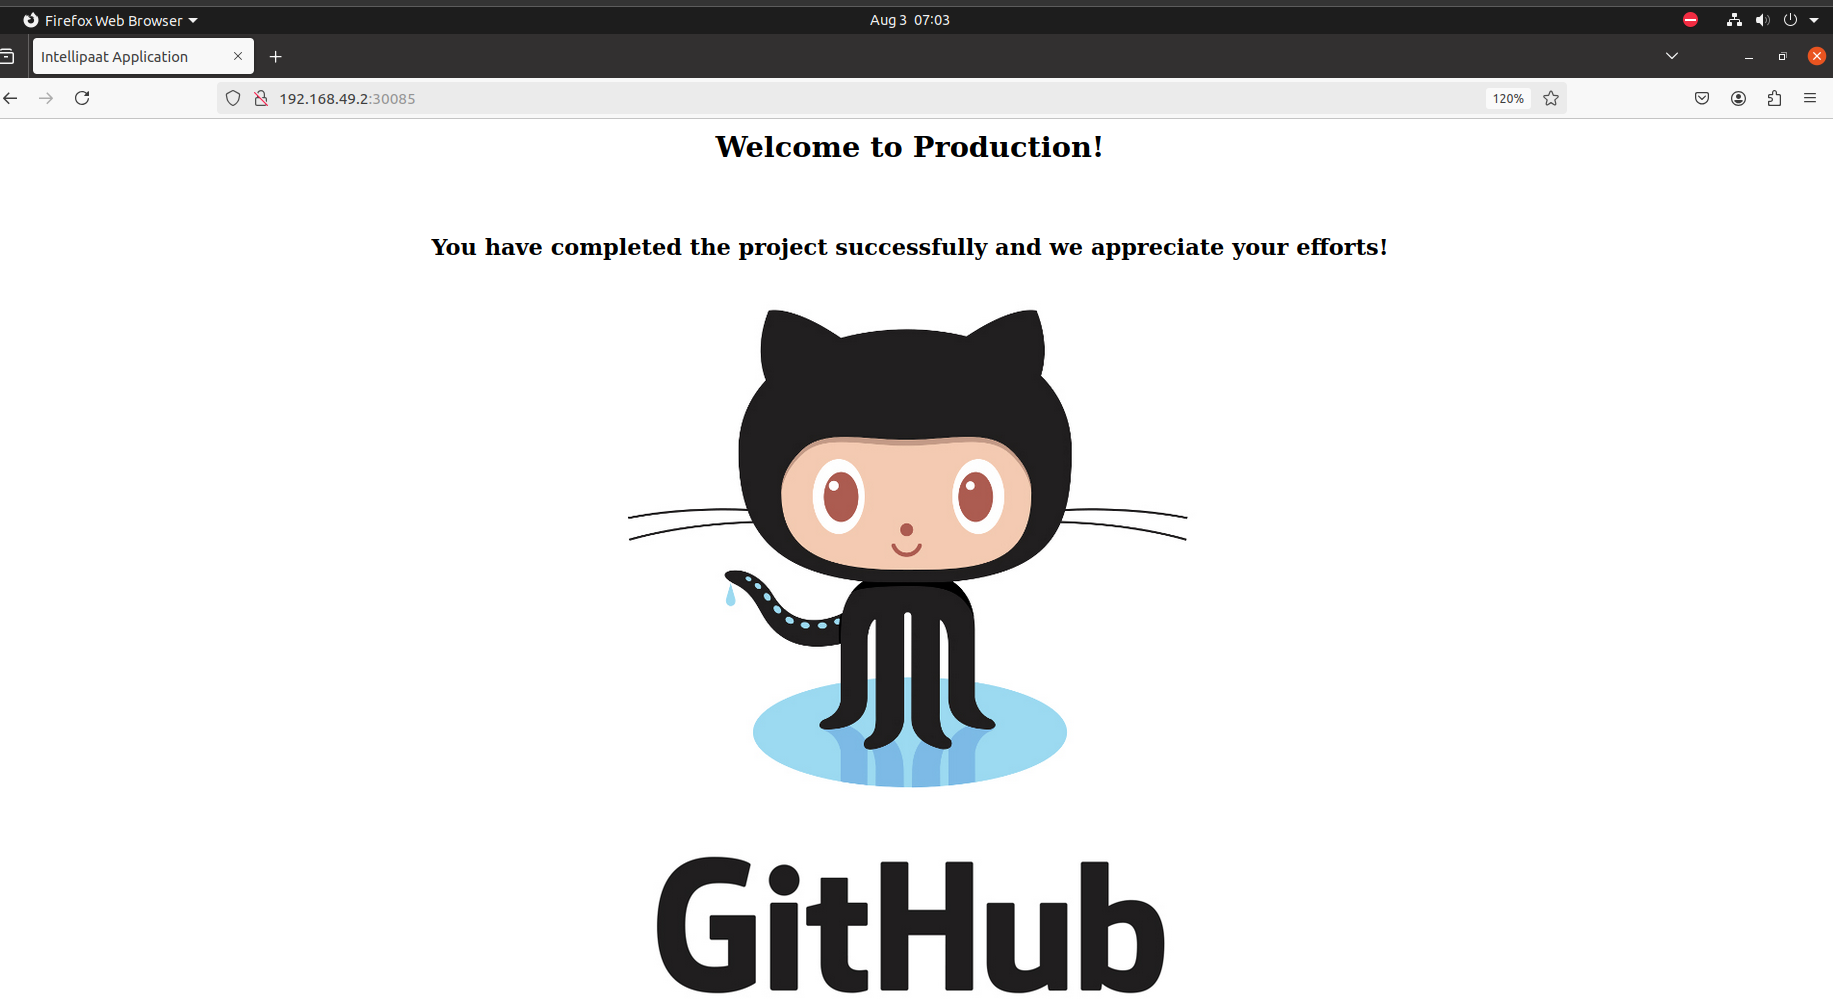 Firefox Web Browser
Aug 3 07:03
Intellipaat Application
192.168.49.2:30085
120%
Welcome to Production!
You have completed the project successfully and we appreciate your efforts!
GitHub